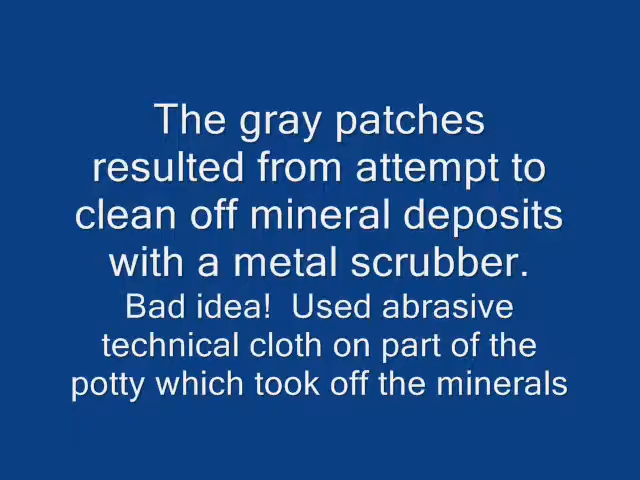 The gray patches
resulted from attempt to
clean off mineral deposits
with a metal scrubber.
Bad idea!  Used abrasive
technical cloth on part of the
potty which took off the minerals